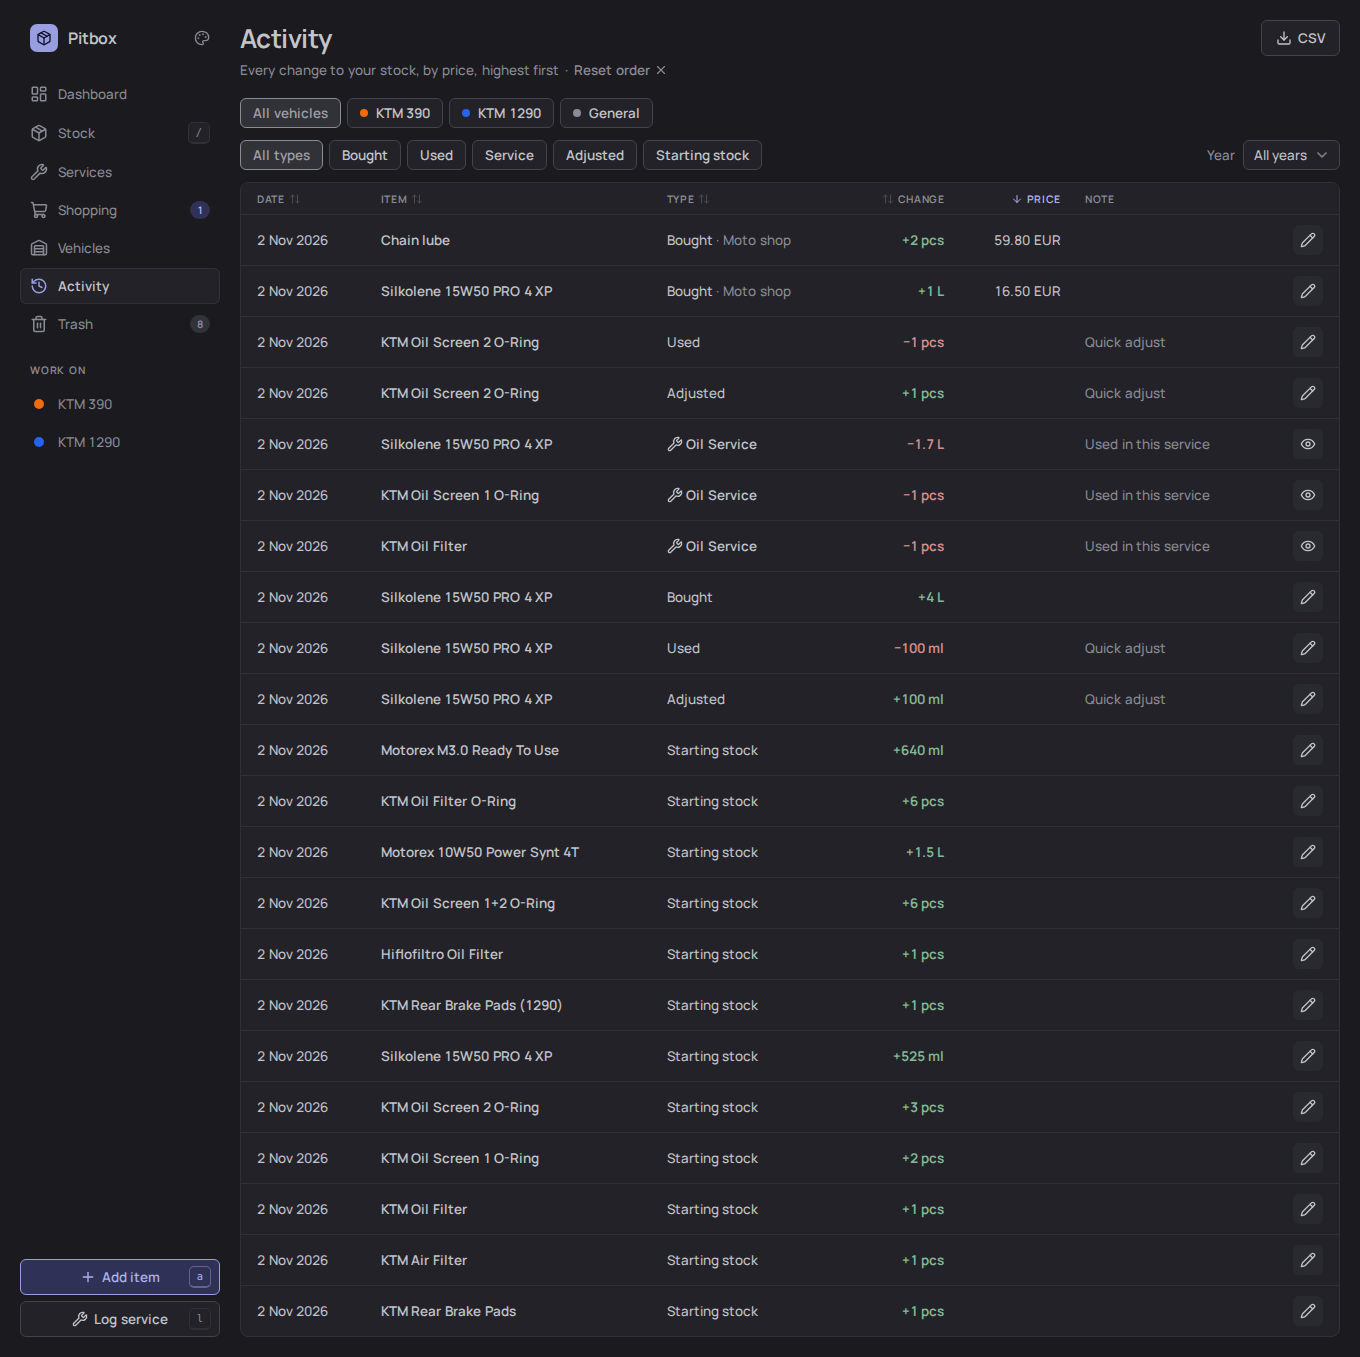 Pitbox
Dashboard
Stock /
Services
Shopping 1
Vehicles
Activity
Trash 8
WORK ON
KTM 390
KTM 1290
Add item a
Log service l
Activity
CSV
Every change to your stock, by price, highest first · Reset order ×
All vehicles KTM 390 KTM 1290 General
All types Bought Used Service Adjusted Starting stock Year All years
DATE ITEM TYPE CHANGE PRICE NOTE
2 Nov 2026 Chain lube Bought · Moto shop +2 pcs 59.80 EUR
2 Nov 2026 Silkolene 15W50 PRO 4 XP Bought · Moto shop +1 L 16.50 EUR
2 Nov 2026 KTM Oil Screen 2 O-Ring Used −1 pcs Quick adjust
2 Nov 2026 KTM Oil Screen 2 O-Ring Adjusted +1 pcs Quick adjust
2 Nov 2026 Silkolene 15W50 PRO 4 XP Oil Service −1.7 L Used in this service
2 Nov 2026 KTM Oil Screen 1 O-Ring Oil Service −1 pcs Used in this service
2 Nov 2026 KTM Oil Filter Oil Service −1 pcs Used in this service
2 Nov 2026 Silkolene 15W50 PRO 4 XP Bought +4 L
2 Nov 2026 Silkolene 15W50 PRO 4 XP Used −100 ml Quick adjust
2 Nov 2026 Silkolene 15W50 PRO 4 XP Adjusted +100 ml Quick adjust
2 Nov 2026 Motorex M3.0 Ready To Use Starting stock +640 ml
2 Nov 2026 KTM Oil Filter O-Ring Starting stock +6 pcs
2 Nov 2026 Motorex 10W50 Power Synt 4T Starting stock +1.5 L
2 Nov 2026 KTM Oil Screen 1+2 O-Ring Starting stock +6 pcs
2 Nov 2026 Hiflofiltro Oil Filter Starting stock +1 pcs
2 Nov 2026 KTM Rear Brake Pads (1290) Starting stock +1 pcs
2 Nov 2026 Silkolene 15W50 PRO 4 XP Starting stock +525 ml
2 Nov 2026 KTM Oil Screen 2 O-Ring Starting stock +3 pcs
2 Nov 2026 KTM Oil Screen 1 O-Ring Starting stock +2 pcs
2 Nov 2026 KTM Oil Filter Starting stock +1 pcs
2 Nov 2026 KTM Air Filter Starting stock +1 pcs
2 Nov 2026 KTM Rear Brake Pads Starting stock +1 pcs